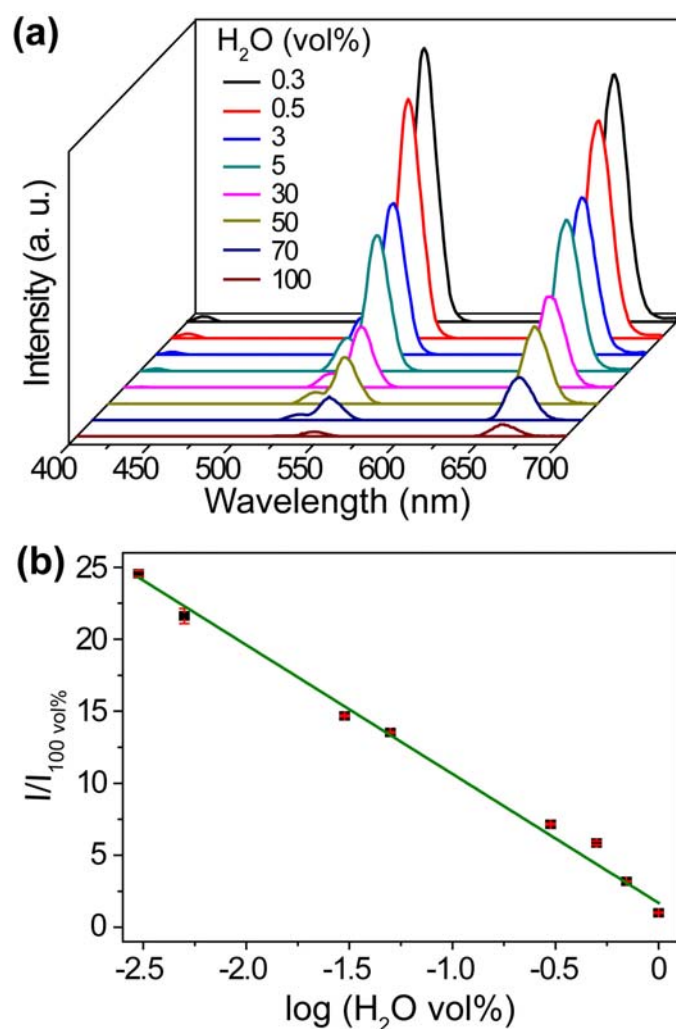 (a)
H₂O (vol%)
0.3
0.5
3
5
30
50
70
100
Intensity (a. u.)
400 450 500 550 600 650 700
Wavelength (nm)
(b)
I/I₁₀₀ ᵥₒₗ%
25
20
15
10
5
0
-2.5 -2.0 -1.5 -1.0 -0.5 0
log (H₂O vol%)